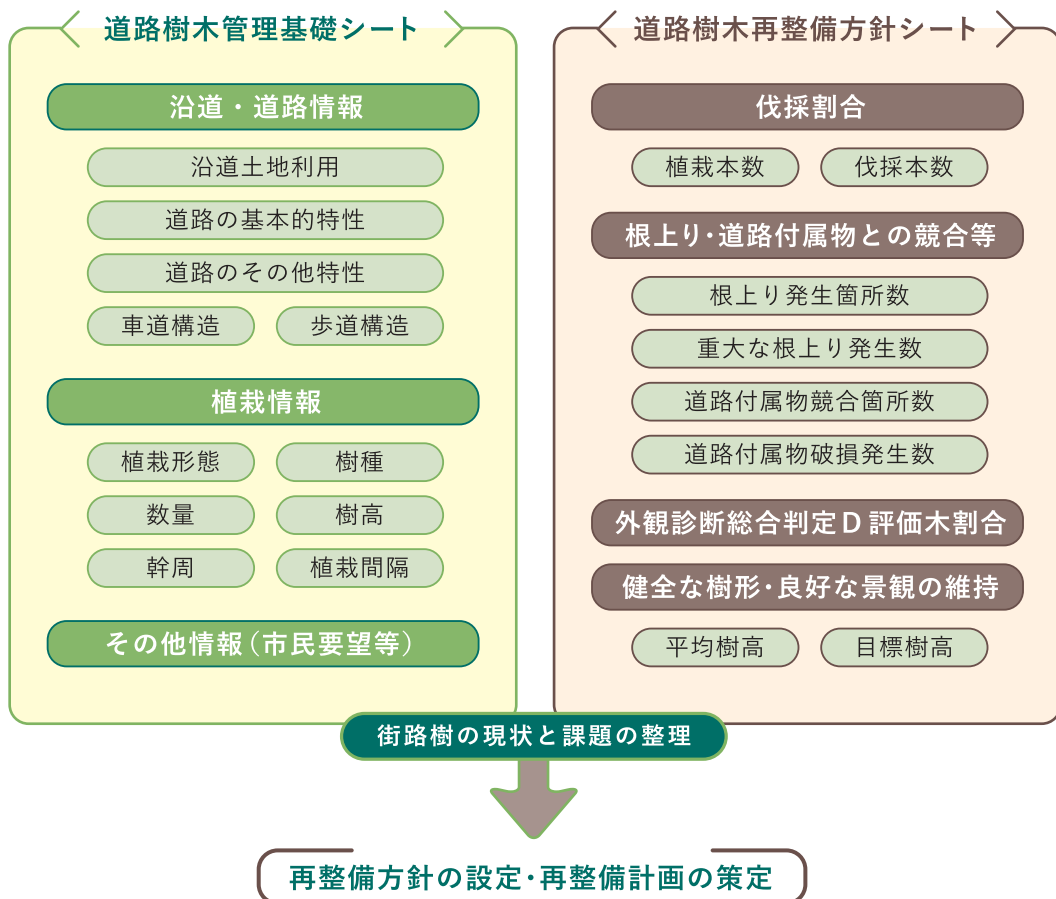 道路樹木管理基礎シート
沿道・道路情報
沿道土地利用
道路の基本的特性
道路のその他特性
車道構造
歩道構造
植栽情報
植栽形態
樹種
数量
樹高
幹周
植栽間隔
その他情報（市民要望等）
道路樹木再整備方針シート
伐採割合
植栽本数
伐採本数
根上り・道路付属物との競合等
根上り発生箇所数
重大な根上り発生数
道路付属物競合箇所数
道路付属物破損発生数
外観診断総合判定D評価木割合
健全な樹形・良好な景観の維持
平均樹高
目標樹高
街路樹の現状と課題の整理
再整備方針の設定・再整備計画の策定